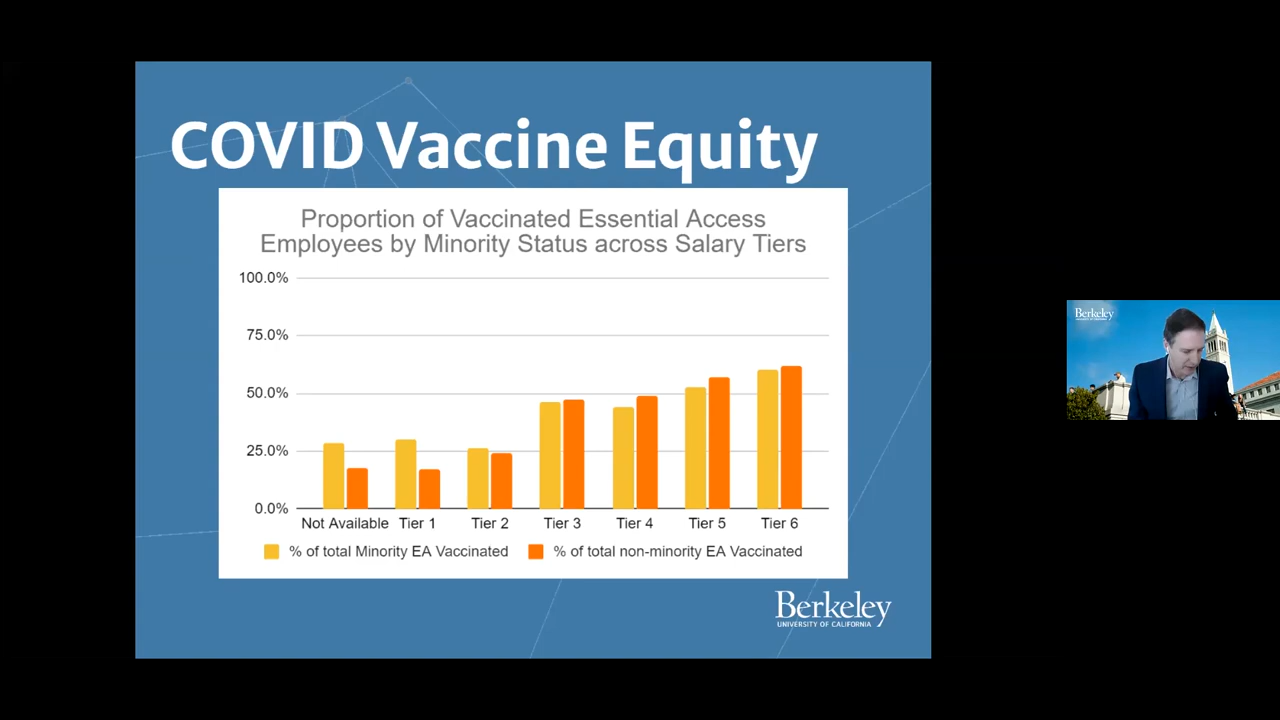 COVID Vaccine Equity
Proportion of Vaccinated Essential Access
Employees by Minority Status across Salary Tiers
100.0%
75.0%
50.0%
25.0%
0.0%
Not Available Tier 1 Tier 2 Tier 3 Tier 4 Tier 5 Tier 6
% of total Minority EA Vaccinated % of total non-minority EA Vaccinated
Berkeley
UNIVERSITY OF CALIFORNIA
Berkeley